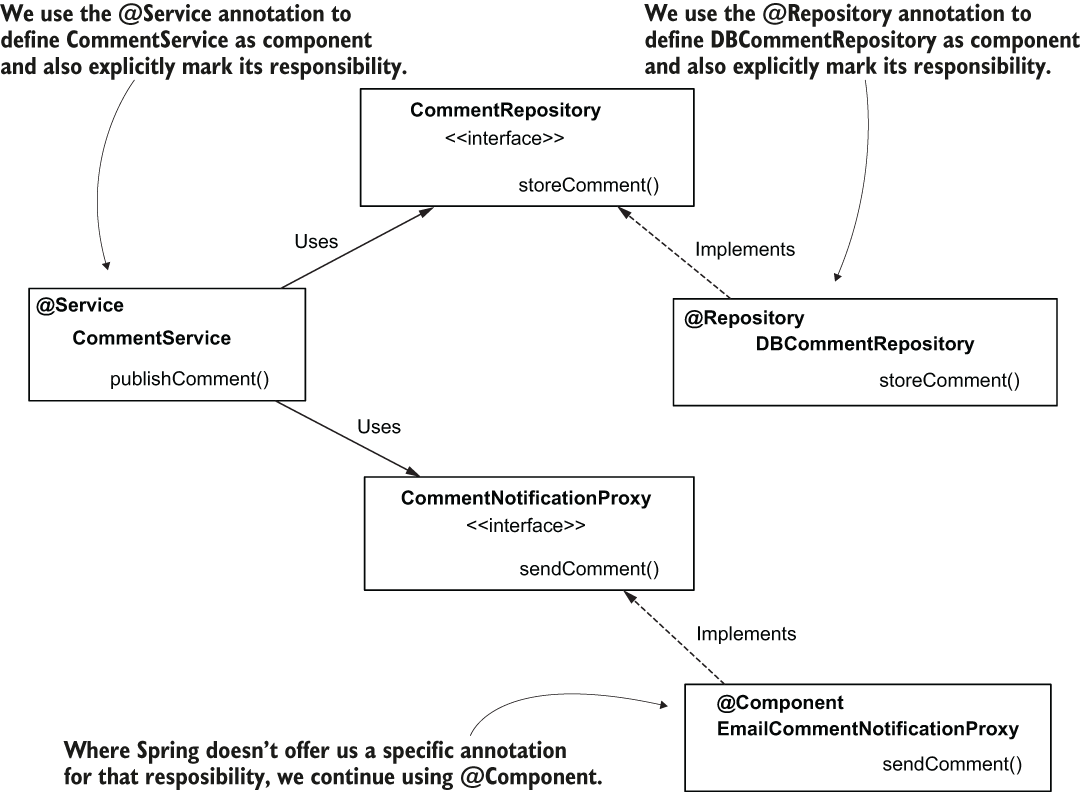 We use the @Service annotation to
define CommentService as component
and also explicitly mark its responsibility.
We use the @Repository annotation to
define DBCommentRepository as component
and also explicitly mark its responsibility.
CommentRepository
<<interface>>
storeComment()
Uses
Implements
@Service
CommentService
publishComment()
@Repository
DBCommentRepository
storeComment()
Uses
CommentNotificationProxy
<<interface>>
sendComment()
Implements
@Component
EmailCommentNotificationProxy
sendComment()
Where Spring doesn’t offer us a specific annotation
for that resposibility, we continue using @Component.